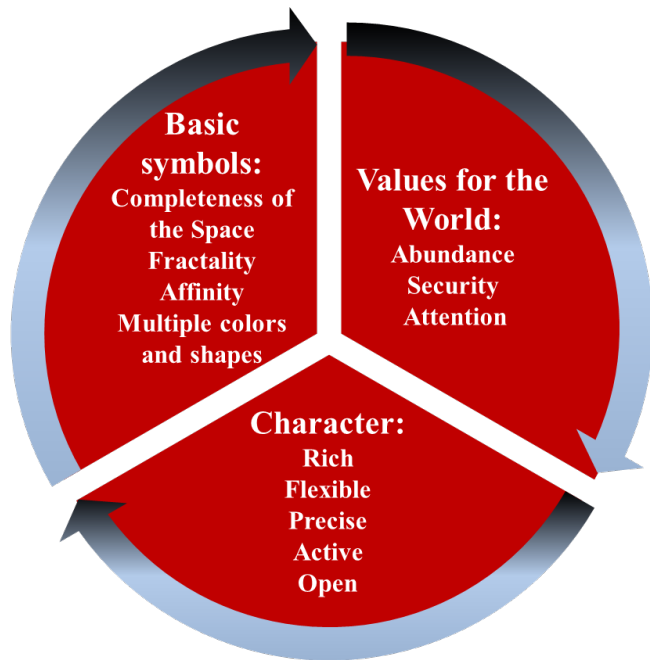 Basic
symbols:
Completeness of
the Space
Fractality
Affinity
Multiple colors
and shapes
Values for the
World:
Abundance
Security
Attention
Character:
Rich
Flexible
Precise
Active
Open